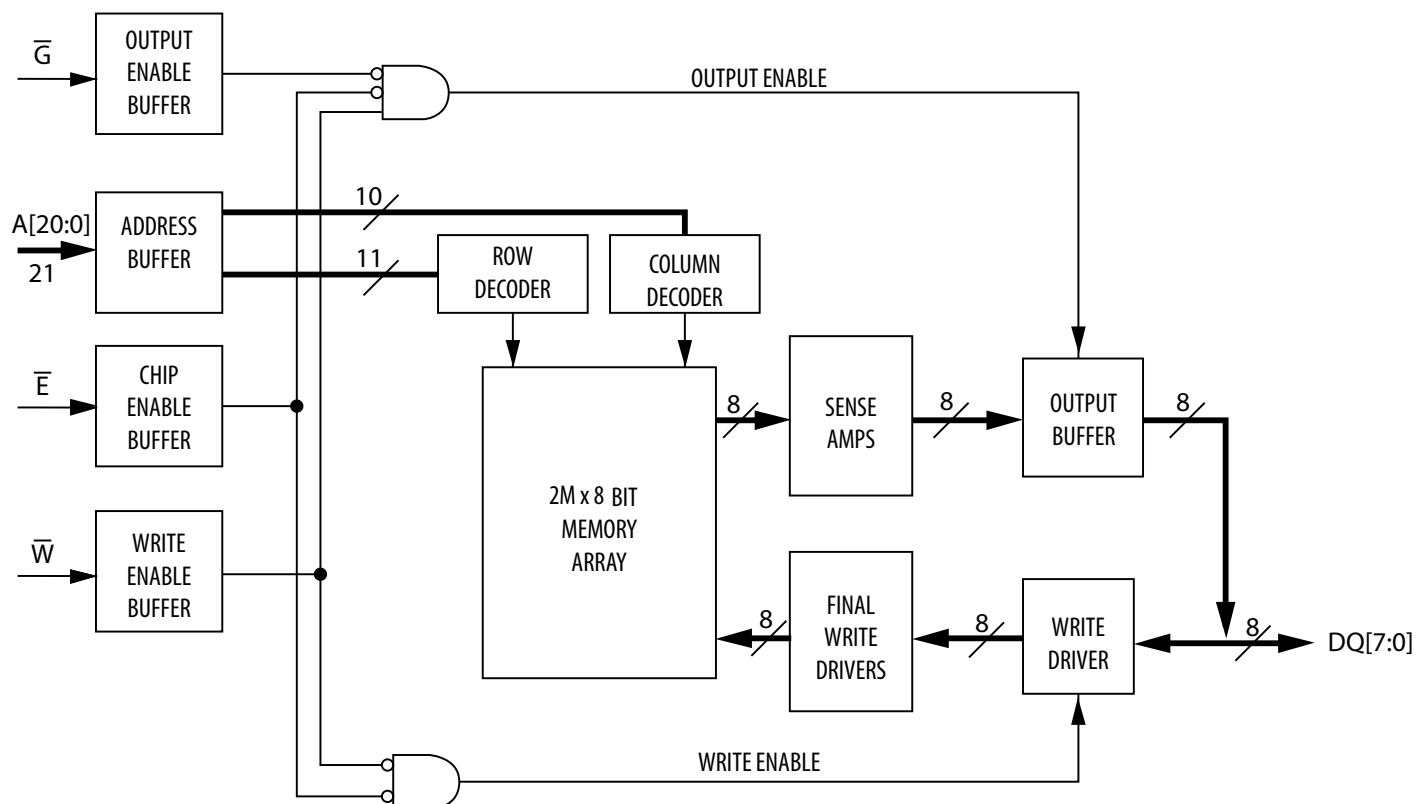 G̅
OUTPUT
ENABLE
BUFFER
OUTPUT ENABLE
A[20:0]
21
ADDRESS
BUFFER
10
11
ROW
DECODER
COLUMN
DECODER
E̅
CHIP
ENABLE
BUFFER
2M x 8 BIT
MEMORY
ARRAY
8
SENSE
AMPS
8
OUTPUT
BUFFER
8
W̅
WRITE
ENABLE
BUFFER
8
FINAL
WRITE
DRIVERS
8
WRITE
DRIVER
8
DQ[7:0]
WRITE ENABLE